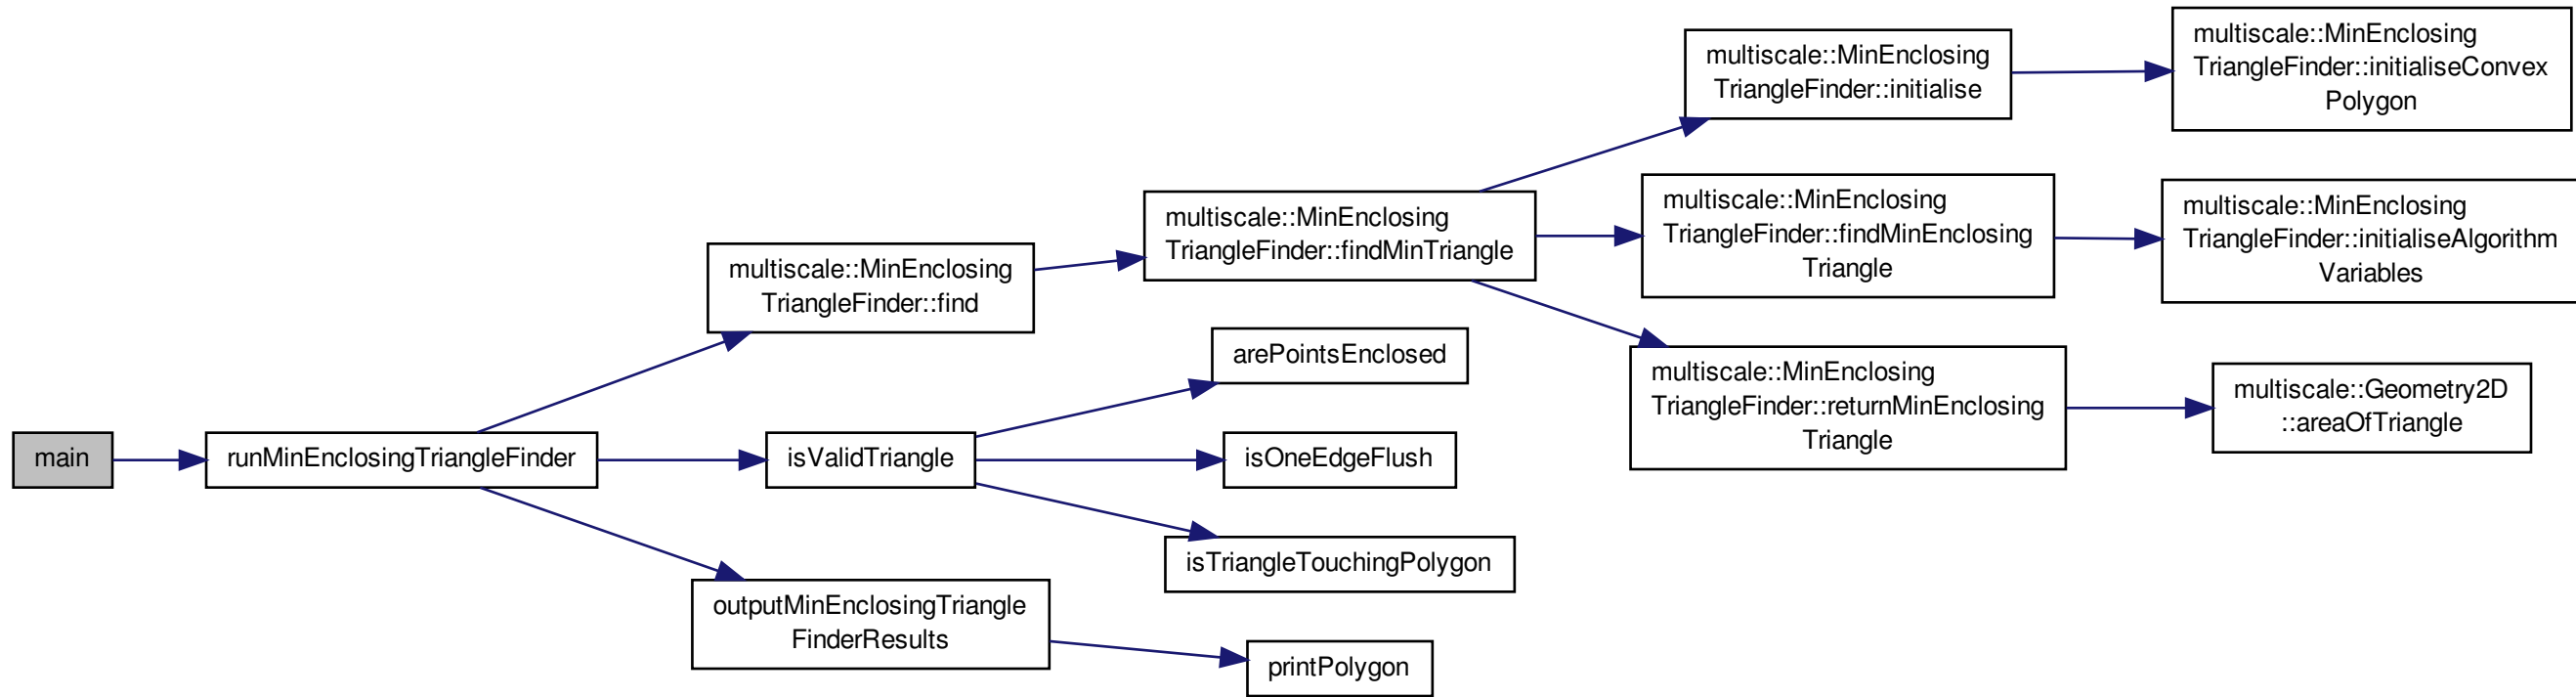 main
runMinEnclosingTriangleFinder
multiscale::MinEnclosing
TriangleFinder::find
isValidTriangle
outputMinEnclosingTriangle
FinderResults
multiscale::MinEnclosing
TriangleFinder::findMinTriangle
arePointsEnclosed
isOneEdgeFlush
isTriangleTouchingPolygon
printPolygon
multiscale::MinEnclosing
TriangleFinder::initialise
multiscale::MinEnclosing
TriangleFinder::findMinEnclosing
Triangle
multiscale::MinEnclosing
TriangleFinder::returnMinEnclosing
Triangle
multiscale::MinEnclosing
TriangleFinder::initialiseConvex
Polygon
multiscale::MinEnclosing
TriangleFinder::initialiseAlgorithm
Variables
multiscale::Geometry2D
::areaOfTriangle